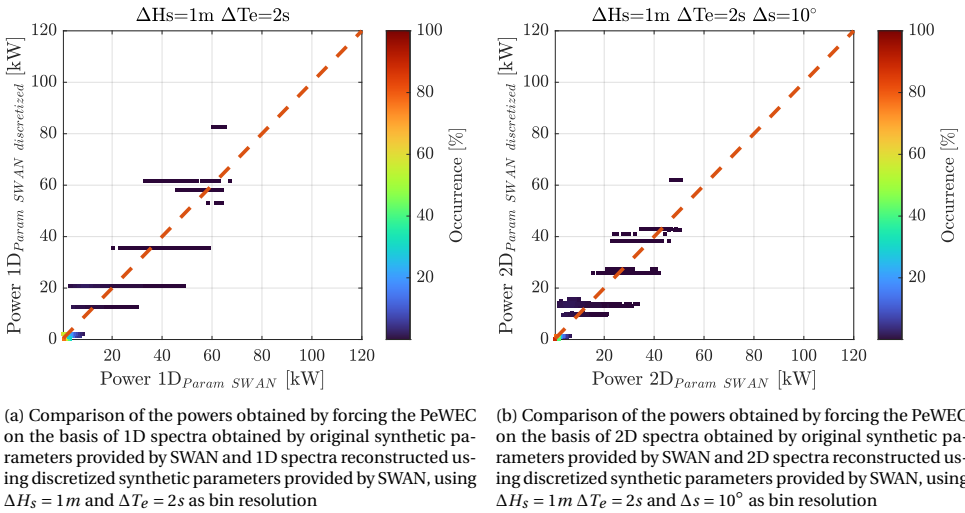 ΔHs=1m ΔTe=2s
120
100
80
60
40
20
0
20 40 60 80 100 120
Power 1D_Param SWAN discretized [kW]
Power 1D_Param SWAN [kW]
100
80
60
40
20
Occurrence [%]
ΔHs=1m ΔTe=2s Δs=10°
120
100
80
60
40
20
0
20 40 60 80 100 120
Power 2D_Param SWAN discretized [kW]
Power 2D_Param SWAN [kW]
100
80
60
40
20
Occurrence [%]
(a) Comparison of the powers obtained by forcing the PeWEC
on the basis of 1D spectra obtained by original synthetic pa-
rameters provided by SWAN and 1D spectra reconstructed us-
ing discretized synthetic parameters provided by SWAN, using
ΔH_s = 1m and ΔT_e = 2s as bin resolution
(b) Comparison of the powers obtained by forcing the PeWEC
on the basis of 2D spectra obtained by original synthetic pa-
rameters provided by SWAN and 2D spectra reconstructed us-
ing discretized synthetic parameters provided by SWAN, using
ΔH_s = 1m ΔT_e = 2s and Δs = 10° as bin resolution